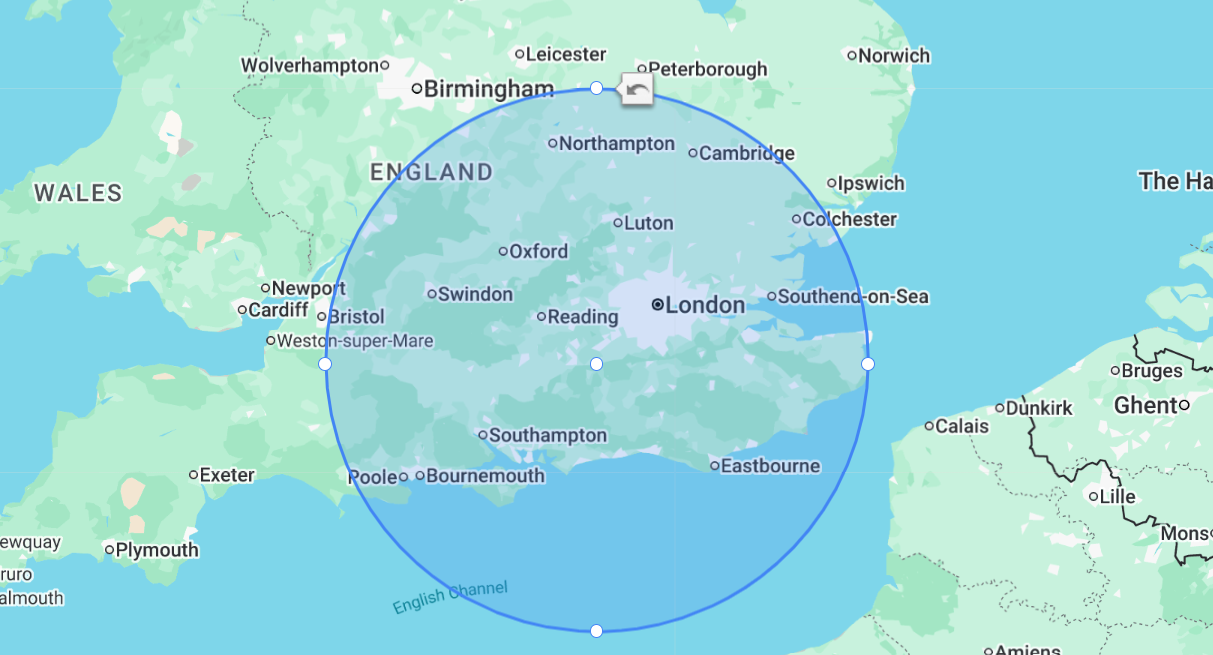 Leicester
Norwich
Wolverhampton
Peterborough
Birmingham
Northampton
Cambridge
ENGLAND
WALES
Ipswich
The Ha
Colchester
Luton
Oxford
Newport
Swindon
Southend-on-Sea
London
Cardiff
Bristol
Reading
Weston-super-Mare
Bruges
Ghent
Dunkirk
Calais
Southampton
Eastbourne
Exeter
Poole
Bournemouth
Lille
Mons
ewquay
Plymouth
ruro
English Channel
almouth
Amiens